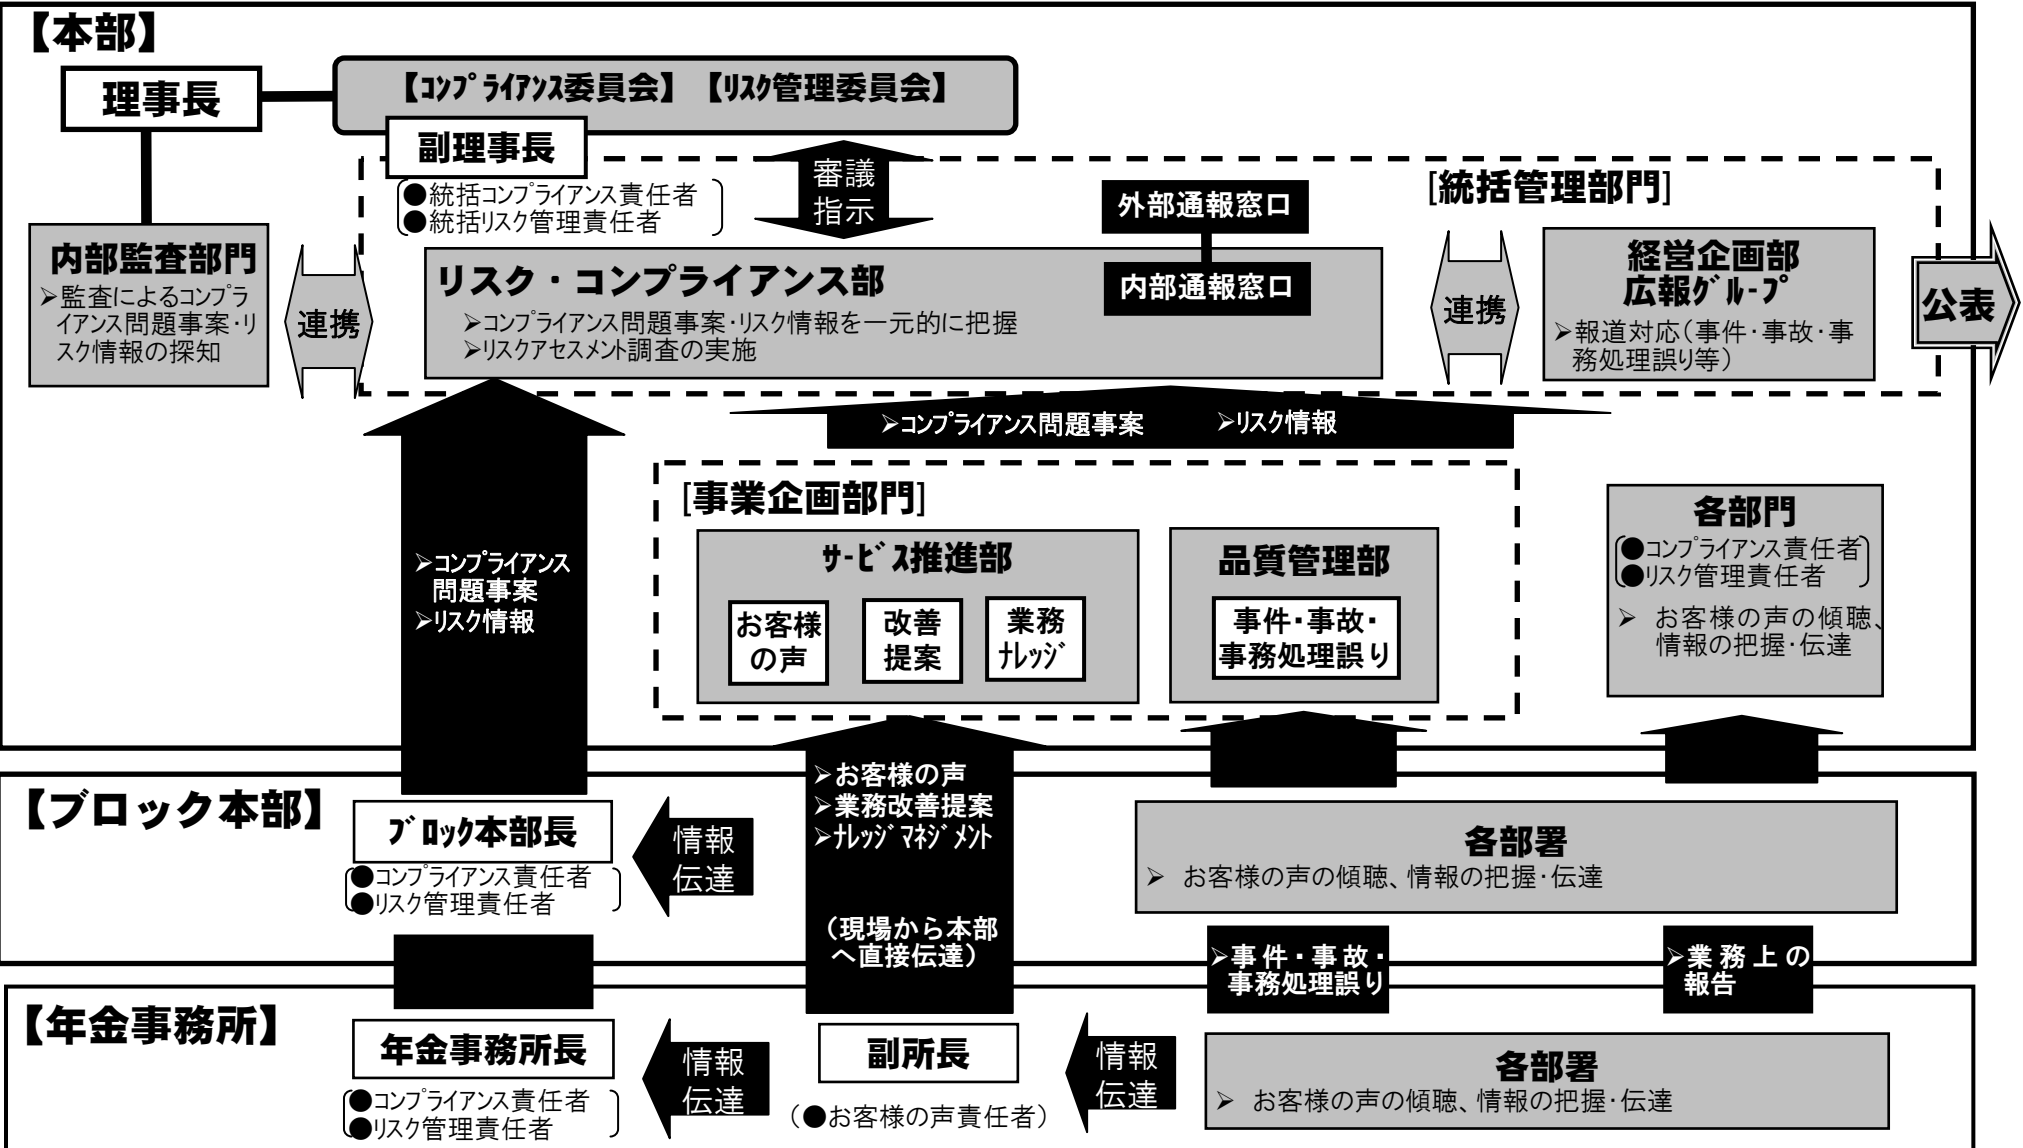 【本部】
理事長
【ｺﾝﾌﾟﾗｲｱﾝｽ委員会】【ﾘｽｸ管理委員会】
副理事長
●統括コンプライアンス責任者
●統括リスク管理責任者
審議
指示
[統括管理部門]
外部通報窓口
内部通報窓口
内部監査部門
➢監査によるコンプラ
イアンス問題事案・リ
スク情報の探知
連携
リスク・コンプライアンス部
➢コンプライアンス問題事案・リスク情報を一元的に把握
➢リスクアセスメント調査の実施
連携
経営企画部
広報ｸﾞﾙｰﾌﾟ
➢報道対応（事件・事故・事
務処理誤り等）
公表
➢コンプライアンス問題事案 ➢リスク情報
[事業企画部門]
ｻｰﾋﾞｽ推進部
お客様
の声
改善
提案
業務
ﾅﾚｯｼﾞ
品質管理部
事件・事故・
事務処理誤り
各部門
●コンプライアンス責任者
●リスク管理責任者
➢ お客様の声の傾聴、
情報の把握・伝達
➢コンプライアンス
問題事案
➢リスク情報
【ブロック本部】
ﾌﾞﾛｯｸ本部長
●コンプライアンス責任者
●リスク管理責任者
情報
伝達
➢お客様の声
➢業務改善提案
➢ﾅﾚｯｼﾞﾏﾈｼﾞﾒﾝﾄ
（現場から本部
へ直接伝達）
各部署
➢ お客様の声の傾聴、情報の把握・伝達
➢事件・事故・
事務処理誤り
➢業務上の
報告
【年金事務所】
年金事務所長
●コンプライアンス責任者
●リスク管理責任者
情報
伝達
副所長
（●お客様の声責任者）
情報
伝達
各部署
➢ お客様の声の傾聴、情報の把握・伝達